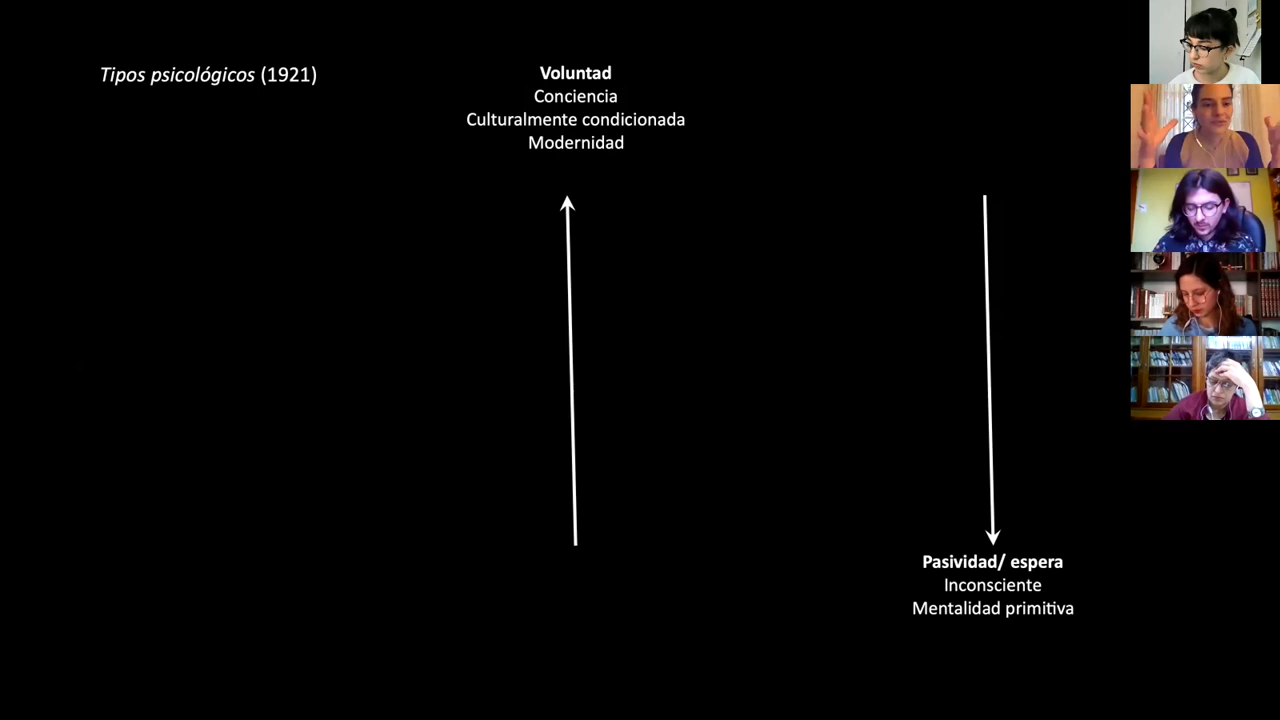 Tipos psicológicos (1921)
Voluntad
Conciencia
Culturalmente condicionada
Modernidad
Pasividad/ espera
Inconsciente
Mentalidad primitiva